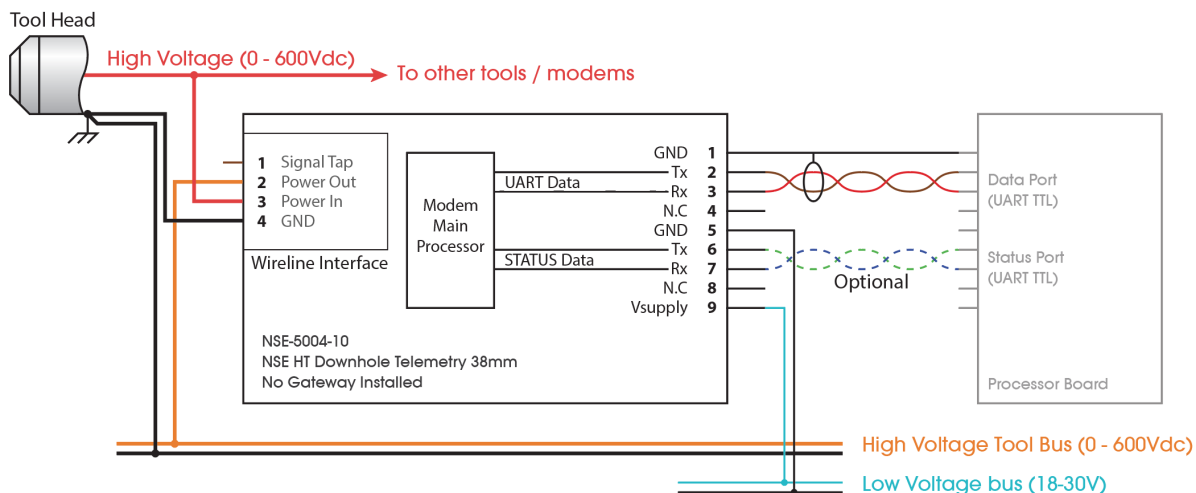 Tool Head
High Voltage (0 - 600Vdc)
To other tools / modems
1 Signal Tap
2 Power Out
3 Power In
4 GND
Wireline Interface
Modem
Main
Processor
UART Data
STATUS Data
GND 1
Tx 2
Rx 3
N.C 4
GND 5
Tx 6
Rx 7
N.C 8
Vsupply 9
NSE-5004-10
NSE HT Downhole Telemetry 38mm
No Gateway Installed
Optional
Data Port
(UART TTL)
Status Port
(UART TTL)
Processor Board
High Voltage Tool Bus (0 - 600Vdc)
Low Voltage bus (18-30V)